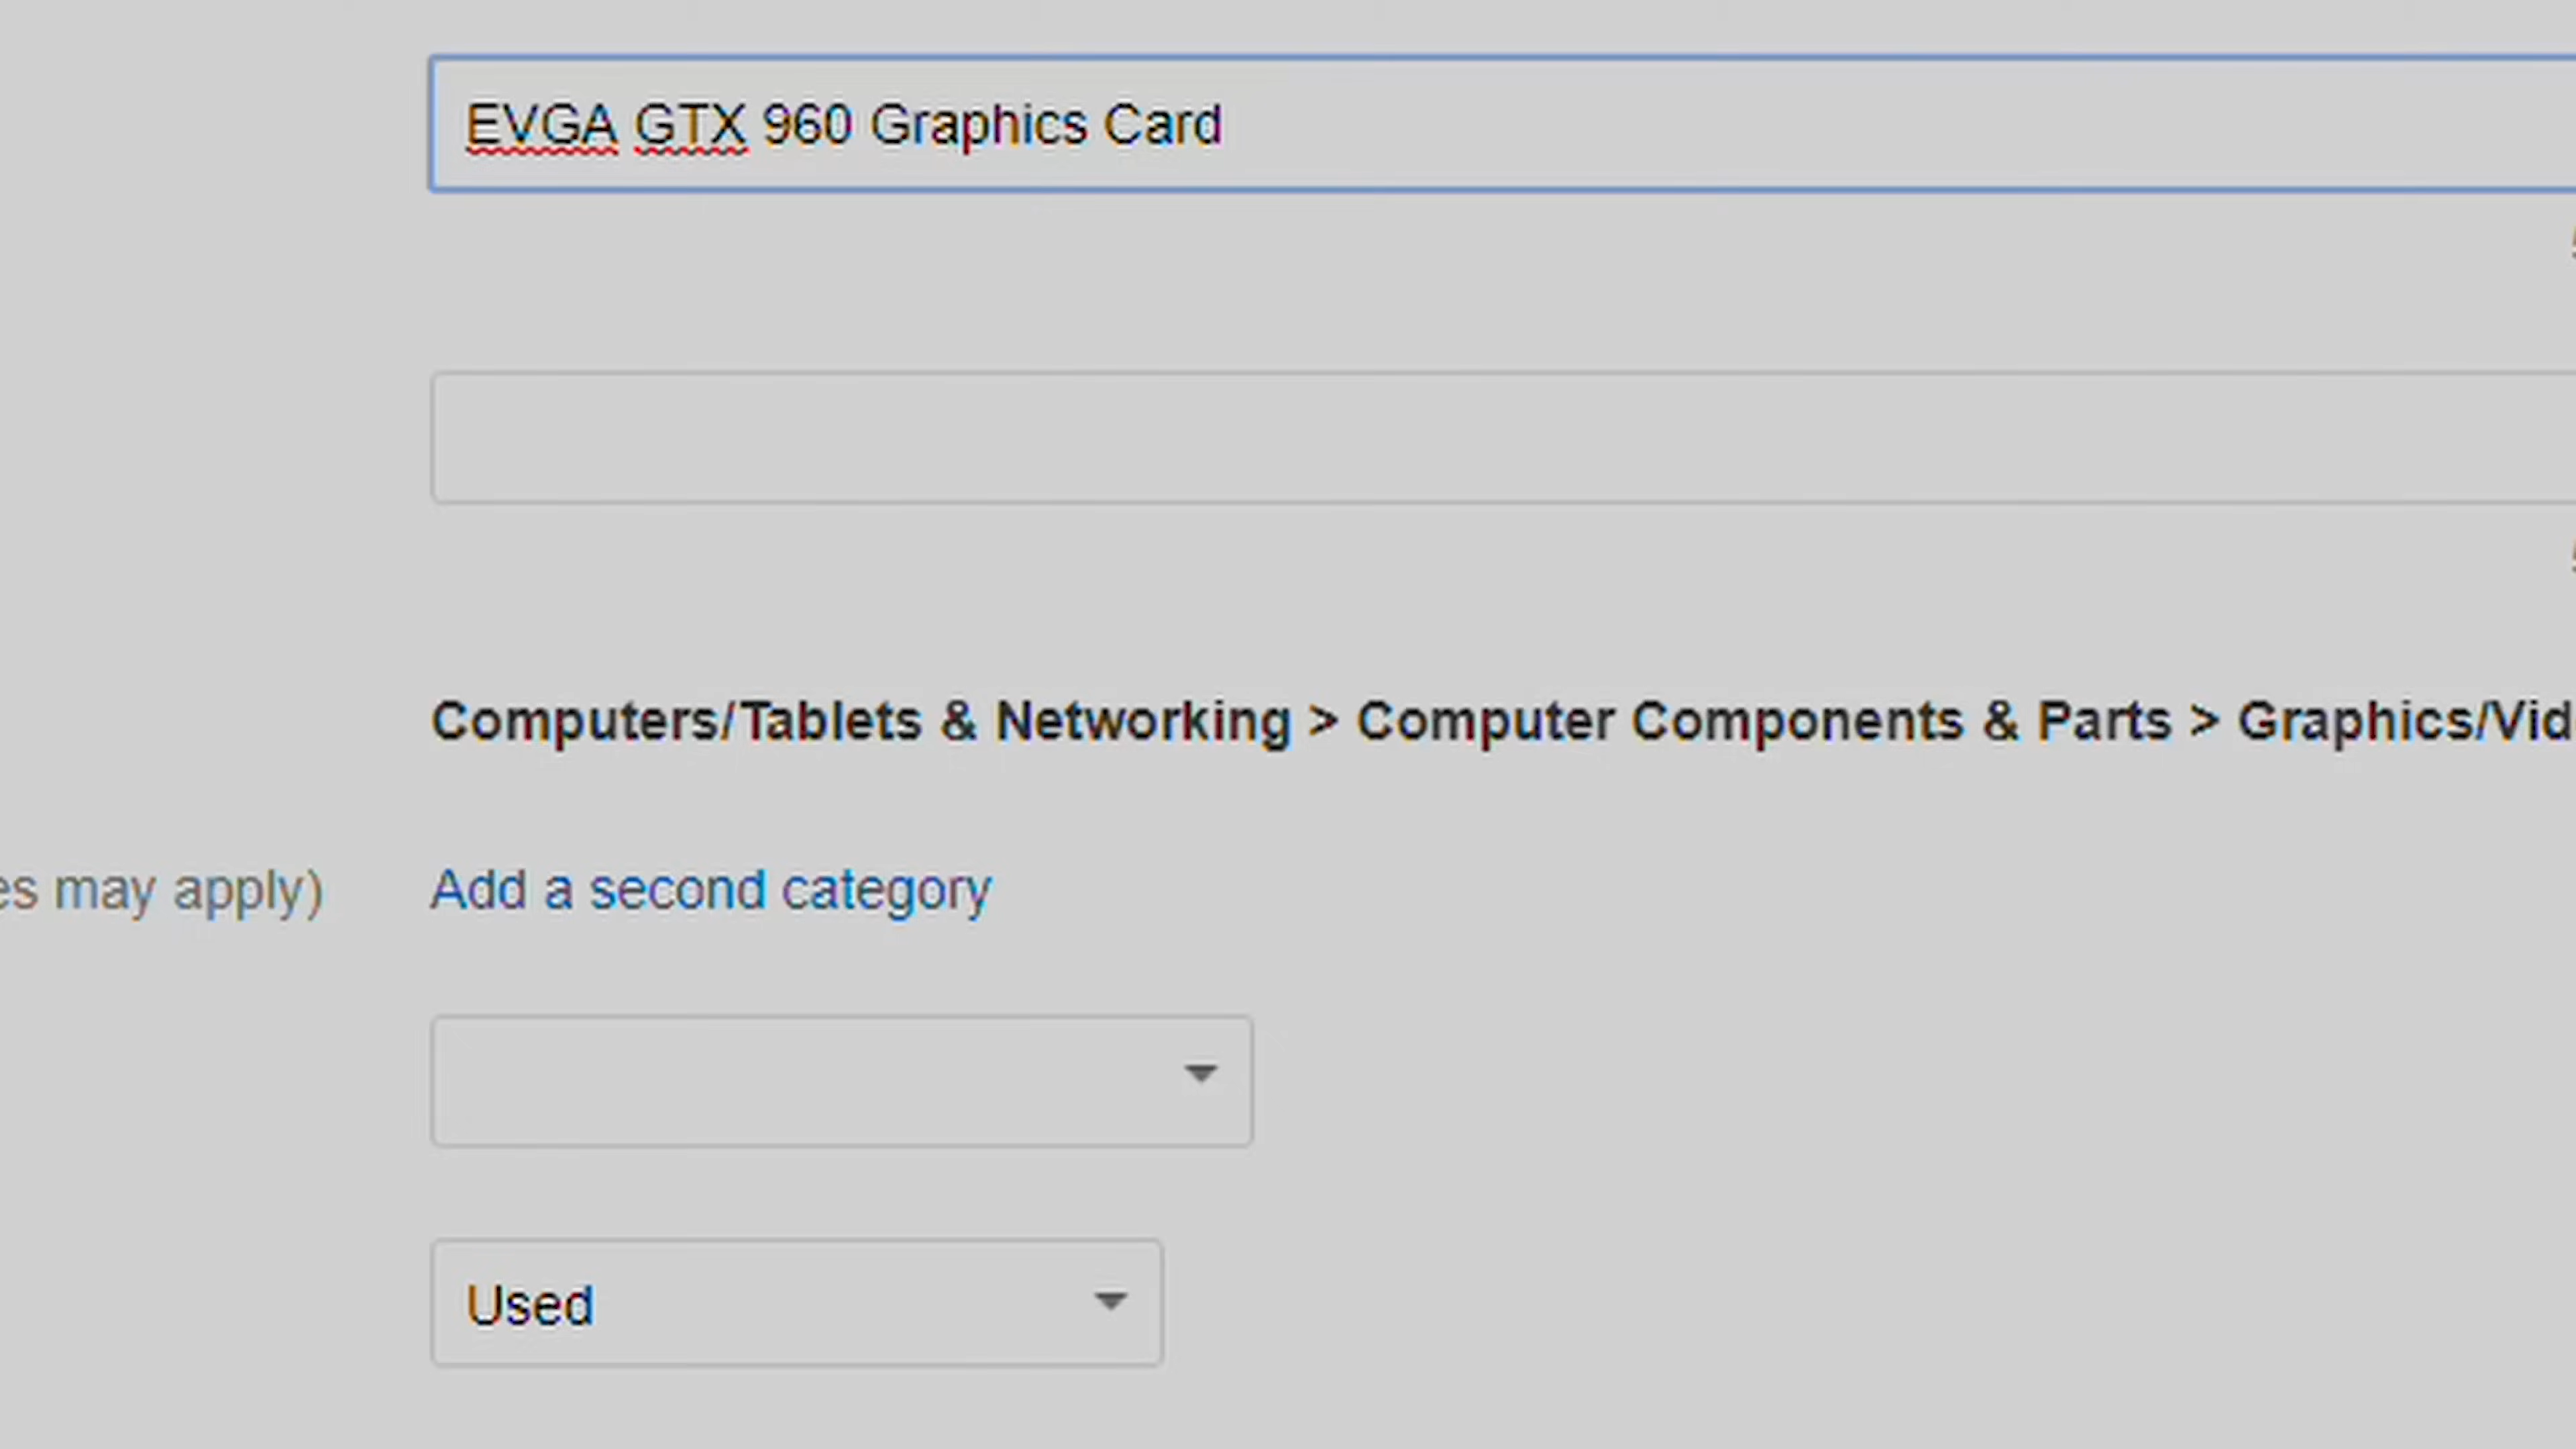 EVGA GTX 960 Graphics Card
Computers/Tablets & Networking > Computer Components & Parts > Graphics/Vid
es may apply) Add a second category
Used